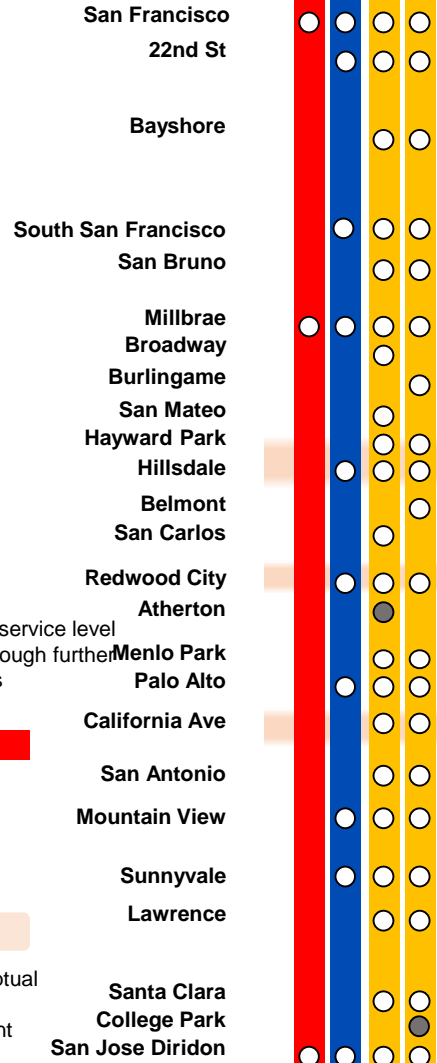 San Francisco
22nd St
Bayshore
South San Francisco
San Bruno
Millbrae
Broadway
Burlingame
San Mateo
Hayward Park
Hillsdale
Belmont
San Carlos
Redwood City
Atherton
service level
ough further
Menlo Park
s
Palo Alto
California Ave
San Antonio
Mountain View
Sunnyvale
Lawrence
otual
Santa Clara
College Park
nt
San Jose Diridon